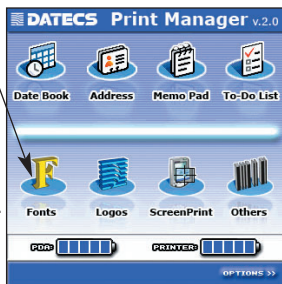 DATECS Print Manager v.2.0
Date Book Address Memo Pad To-Do List
F
Fonts Logos ScreenPrint Others
PDA: PRINTER:
OPTIONS >>